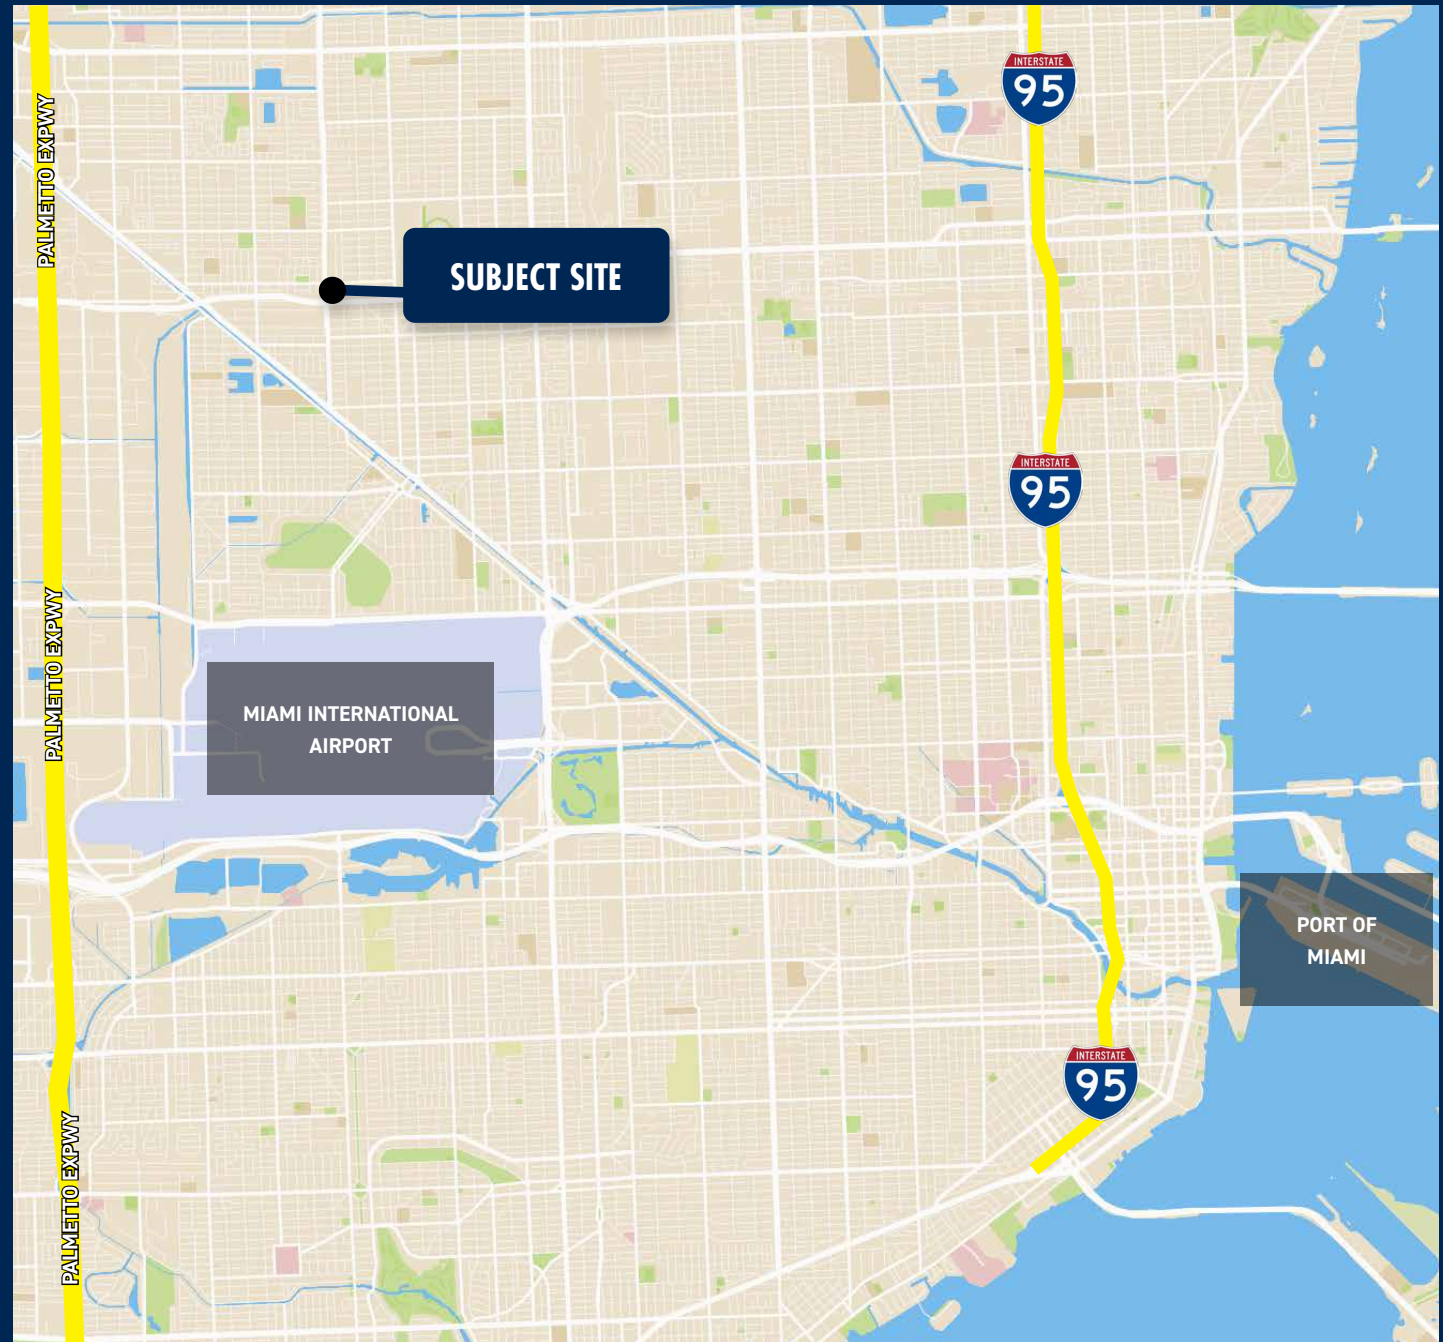 INTERSTATE
95
PALMETTO EXPWY
SUBJECT SITE
INTERSTATE
95
PALMETTO EXPWY
MIAMI INTERNATIONAL
AIRPORT
PORT OF
MIAMI
INTERSTATE
95
PALMETTO EXPWY